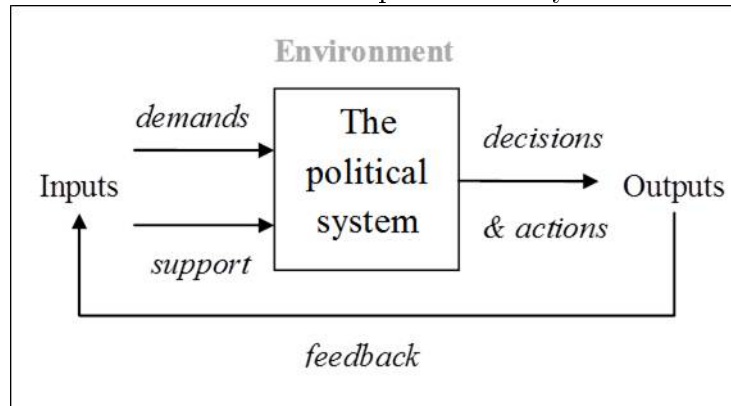 Environment
demands
The
political
system
decisions
Inputs
Outputs
support
& actions
feedback